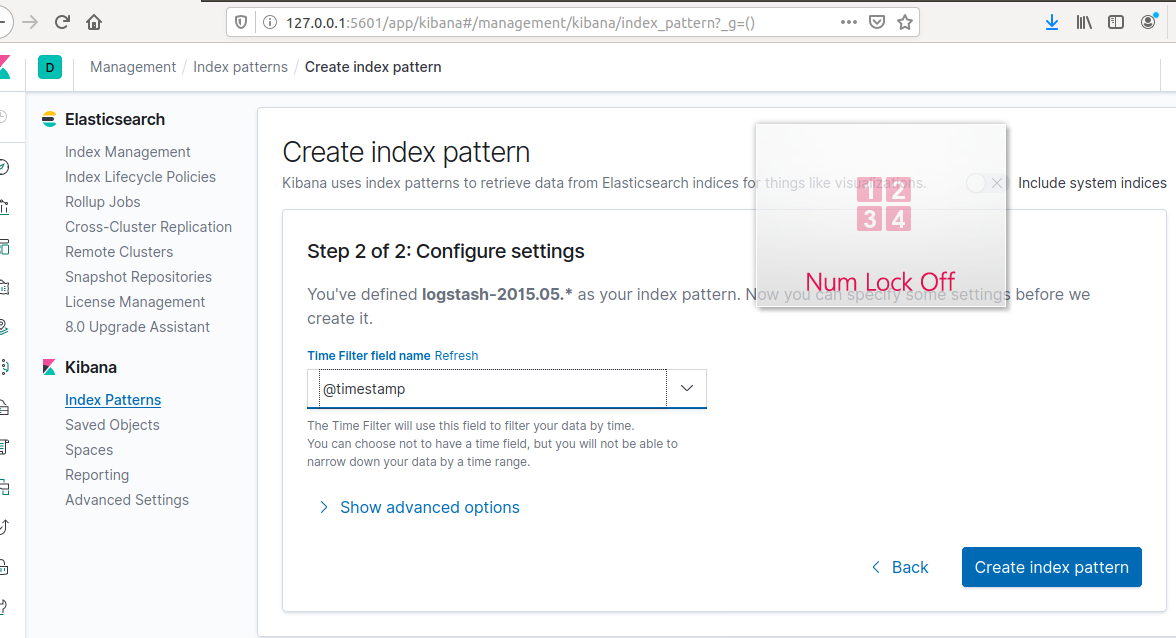 127.0.0.1:5601/app/kibana#/management/kibana/index_pattern?_g=()
D
Management / Index patterns / Create index pattern
Elasticsearch
Index Management
Index Lifecycle Policies
Rollup Jobs
Cross-Cluster Replication
Remote Clusters
Snapshot Repositories
License Management
8.0 Upgrade Assistant
Kibana
Index Patterns
Saved Objects
Spaces
Reporting
Advanced Settings
Create index pattern
Kibana uses index patterns to retrieve data from Elasticsearch indices for things like visualizations.
Include system indices
1 2
3 4
Num Lock Off
Step 2 of 2: Configure settings
You've defined logstash-2015.05.* as your index pattern. Now you can specify some settings before we
create it.
Time Filter field name Refresh
@timestamp
The Time Filter will use this field to filter your data by time.
You can choose not to have a time field, but you will not be able to
narrow down your data by a time range.
Show advanced options
Back
Create index pattern